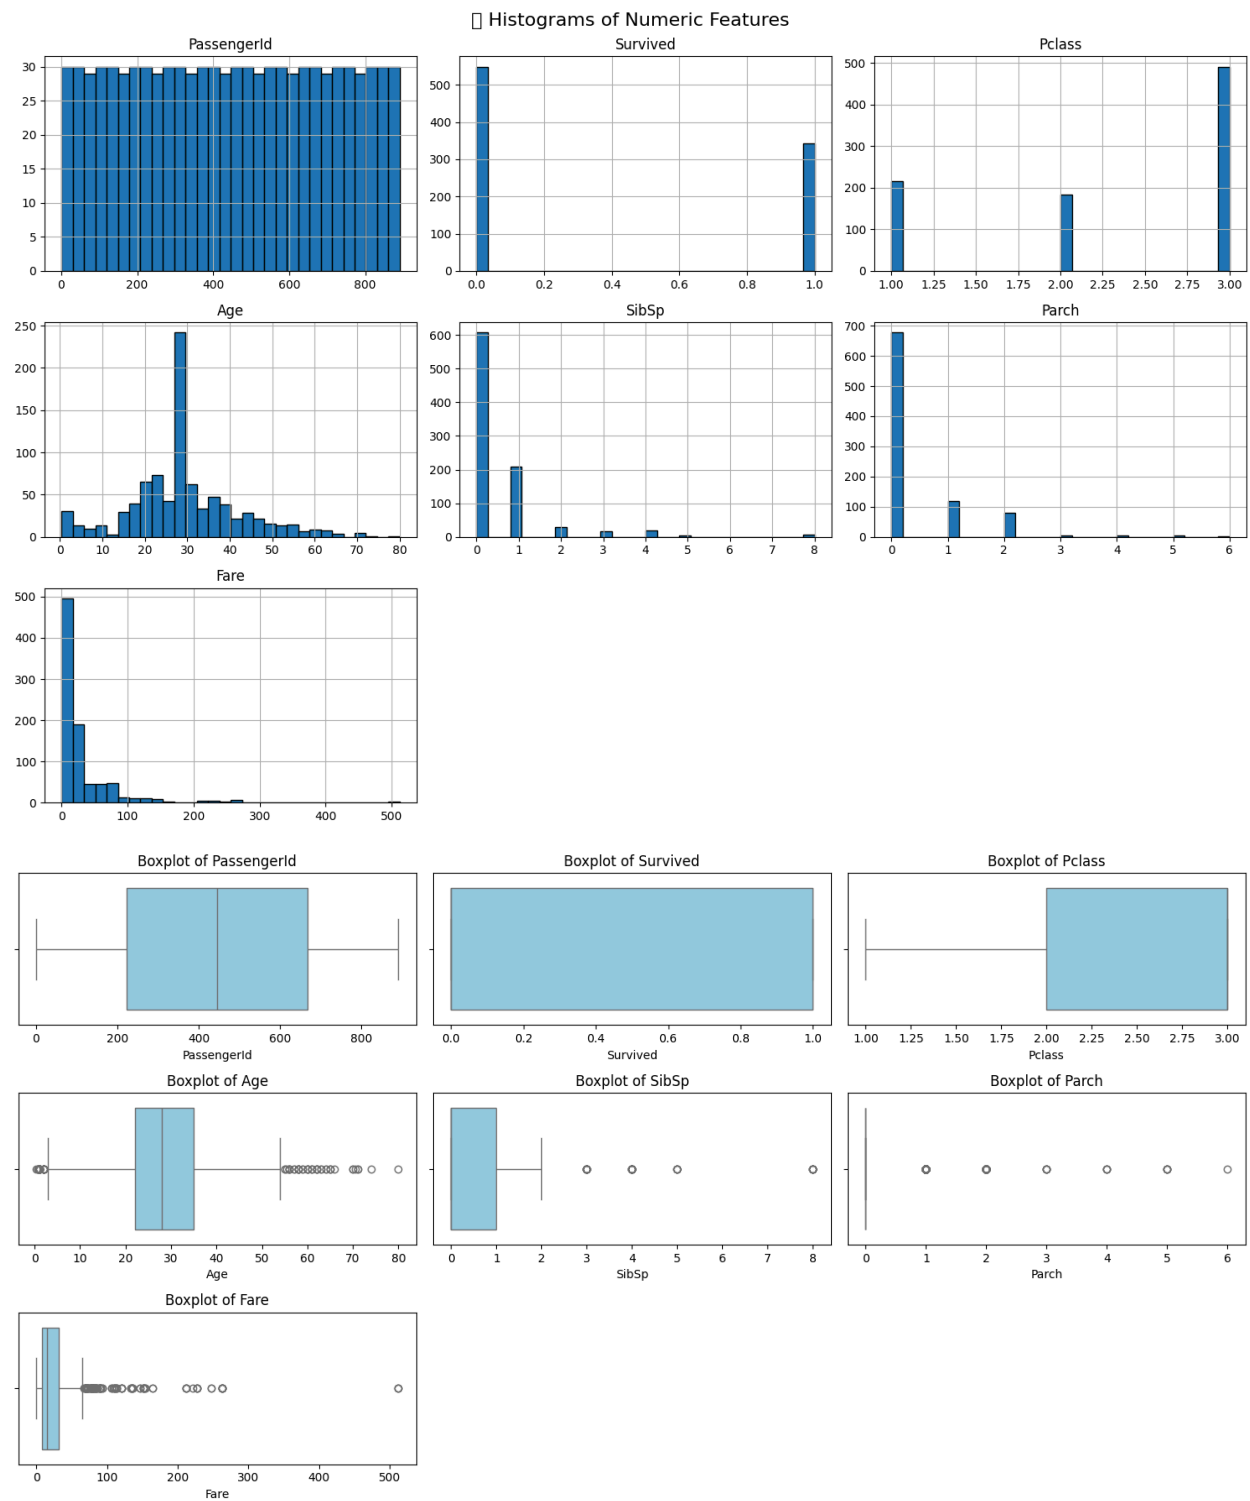 ▯ Histograms of Numeric Features
PassengerId
Survived
Pclass
30
25
20
15
10
5
0
0 200 400 600 800
500
400
300
200
100
0
0.0 0.2 0.4 0.6 0.8 1.0
500
400
300
200
100
0
1.00 1.25 1.50 1.75 2.00 2.25 2.50 2.75 3.00
Age
SibSp
Parch
250
200
150
100
50
0
0 10 20 30 40 50 60 70 80
600
500
400
300
200
100
0
0 1 2 3 4 5 6 7 8
700
600
500
400
300
200
100
0
0 1 2 3 4 5 6
Fare
500
400
300
200
100
0
0 100 200 300 400 500
Boxplot of PassengerId
Boxplot of Survived
Boxplot of Pclass
0 200 400 600 800
PassengerId
0.0 0.2 0.4 0.6 0.8 1.0
Survived
1.00 1.25 1.50 1.75 2.00 2.25 2.50 2.75 3.00
Pclass
Boxplot of Age
Boxplot of SibSp
Boxplot of Parch
0 10 20 30 40 50 60 70 80
Age
0 1 2 3 4 5 6 7 8
SibSp
0 1 2 3 4 5 6
Parch
Boxplot of Fare
0 100 200 300 400 500
Fare